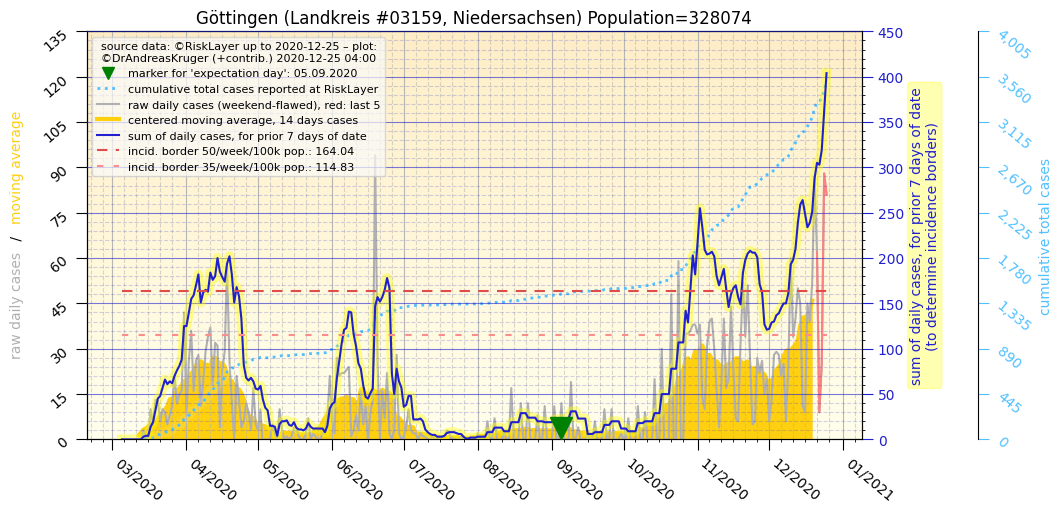 Göttingen (Landkreis #03159, Niedersachsen) Population=328074
source data: ©RiskLayer up to 2020-12-25 – plot:
©DrAndreasKruger (+contrib.) 2020-12-25 04:00
marker for 'expectation day': 05.09.2020
cumulative total cases reported at RiskLayer
raw daily cases (weekend-flawed), red: last 5
centered moving average, 14 days cases
sum of daily cases, for prior 7 days of date
incid. border 50/week/100k pop.: 164.04
incid. border 35/week/100k pop.: 114.83
raw daily cases / moving average
135
120
105
90
75
60
45
30
15
0
03/2020
04/2020
05/2020
06/2020
07/2020
08/2020
09/2020
10/2020
11/2020
12/2020
01/2021
450
400
350
300
250
200
150
100
50
0
sum of daily cases, for prior 7 days of date
(to determine incidence borders)
4,005
3,560
3,115
2,670
2,225
1,780
1,335
890
445
0
cumulative total cases